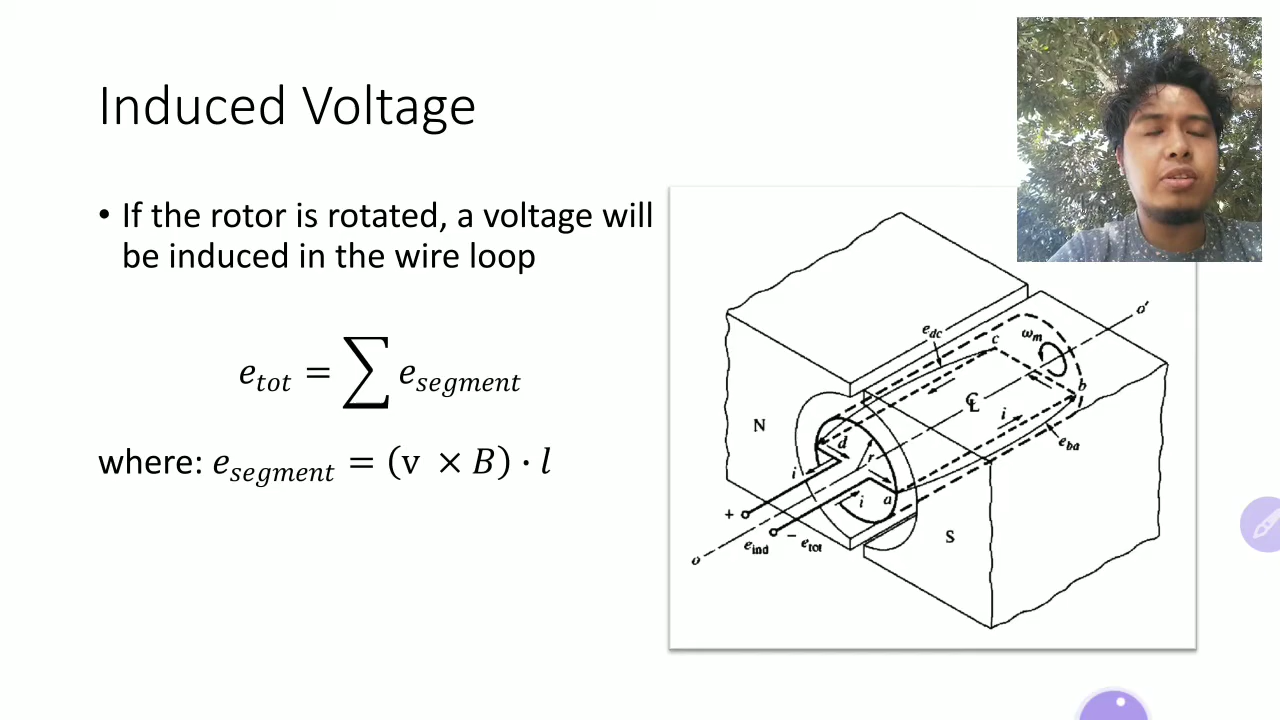 Induced Voltage
• If the rotor is rotated, a voltage will
be induced in the wire loop
e_tot = ∑ e_segment
where: e_segment = (v × B) · l
o'
e_dc
c
ω_m
b
℄
N
i
e_ba
d
r
i
a
i
+
S
e_ind
− e_tot
o